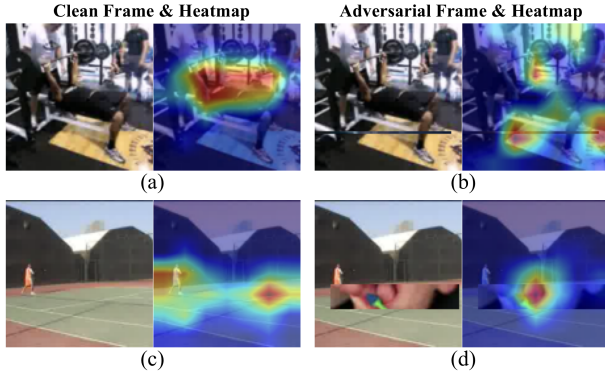 Clean Frame & Heatmap
Adversarial Frame & Heatmap
(a)
(b)
(c)
(d)